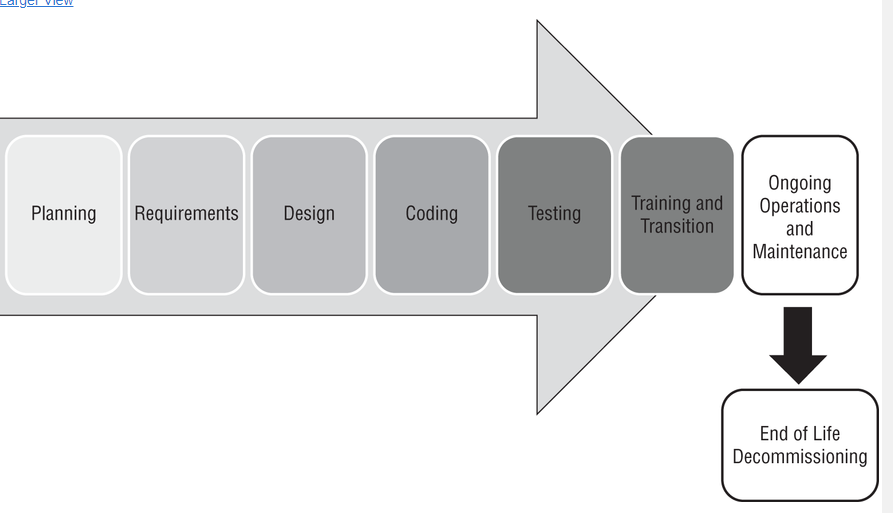 Larger View
Planning
Requirements
Design
Coding
Testing
Training and
Transition
Ongoing
Operations
and
Maintenance
End of Life
Decommissioning